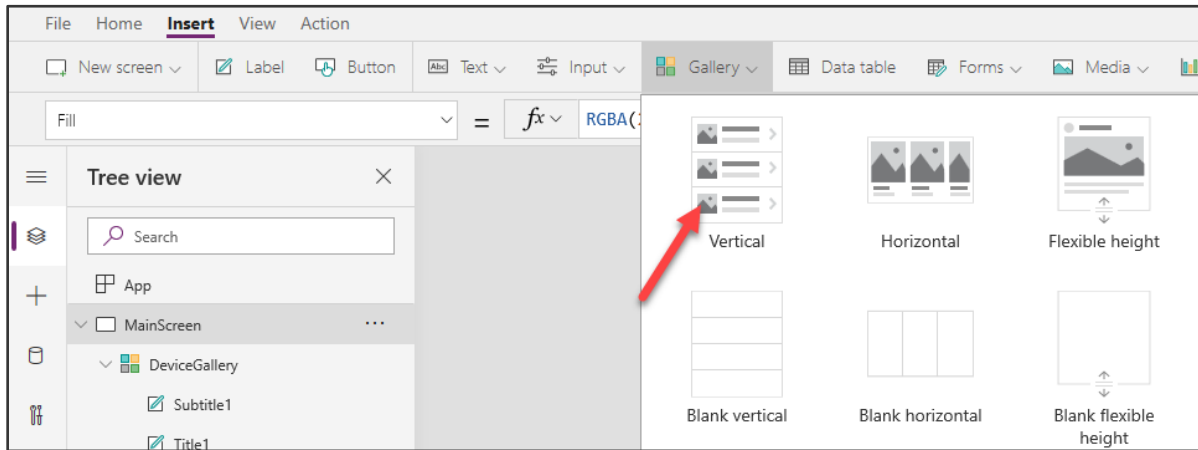 File Home Insert View Action
New screen Label Button Abc Text Input Gallery Data table Forms Media
Fill = fx RGBA(
Tree view
Search
App
MainScreen ...
DeviceGallery
Subtitle1
Title1
Vertical Horizontal Flexible height
Blank vertical Blank horizontal Blank flexible
height